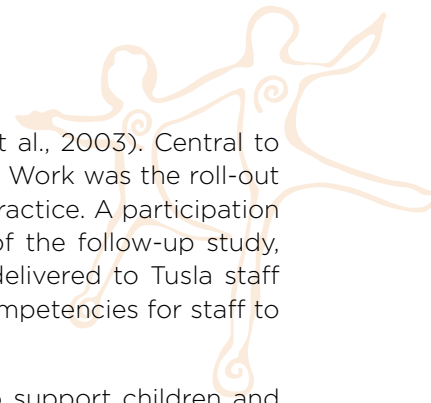 t al., 2003). Central to
Work was the roll-out
ractice. A participation
of the follow-up study,
delivered to Tusla staff
mpetencies for staff to
support children and